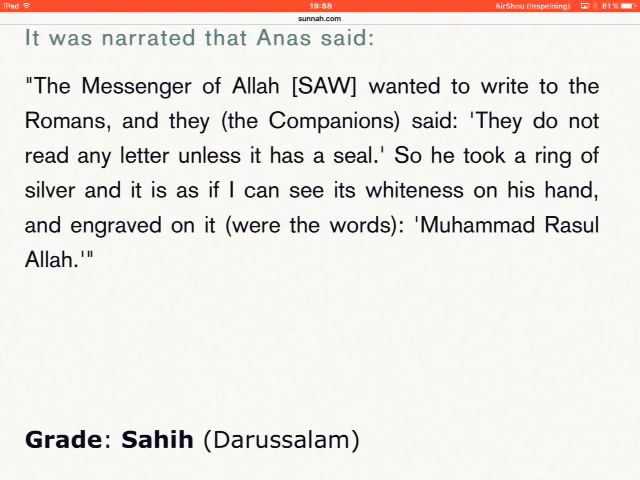 iPad 19:58 AirShou (Inspelning) 81 %
sunnah.com
It was narrated that Anas said:
"The Messenger of Allah [SAW] wanted to write to the
Romans, and they (the Companions) said: 'They do not
read any letter unless it has a seal.' So he took a ring of
silver and it is as if I can see its whiteness on his hand,
and engraved on it (were the words): 'Muhammad Rasul
Allah.'"
Grade: Sahih (Darussalam)